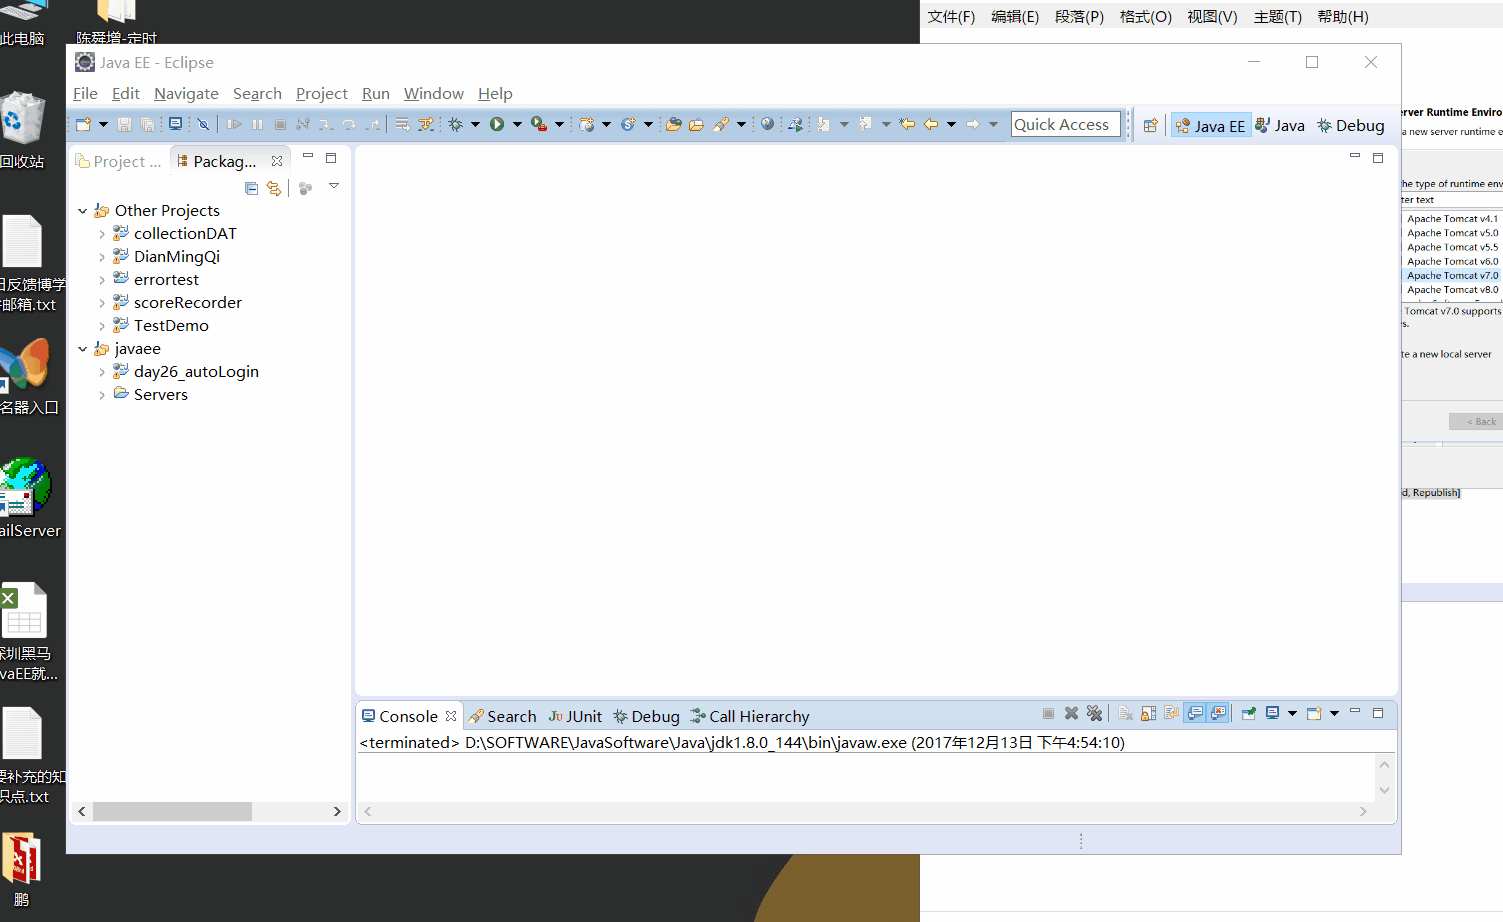 此电脑
陈舜增-定时
回收站
日反馈博学
邮箱.txt
名器入口
ailServer
深圳黑马
vaEE就...
要补充的知
识点.txt
鹏
文件(F) 编辑(E) 段落(P) 格式(O) 视图(V) 主题(T) 帮助(H)
Java EE - Eclipse
File Edit Navigate Search Project Run Window Help
Quick Access
Java EE Java Debug
Project ... Packag...
Other Projects
collectionDAT
DianMingQi
errortest
scoreRecorder
TestDemo
javaee
day26_autoLogin
Servers
Console Search JUnit Debug Call Hierarchy
<terminated> D:\SOFTWARE\JavaSoftware\Java\jdk1.8.0_144\bin\javaw.exe (2017年12月13日 下午4:54:10)
erver Runtime Enviro
a new server runtime e
he type of runtime env
ter text
Apache Tomcat v4.1
Apache Tomcat v5.0
Apache Tomcat v5.5
Apache Tomcat v6.0
Apache Tomcat v7.0
Apache Tomcat v8.0
Tomcat v7.0 supports
s.
te a new local server
< Back
d, Republish]